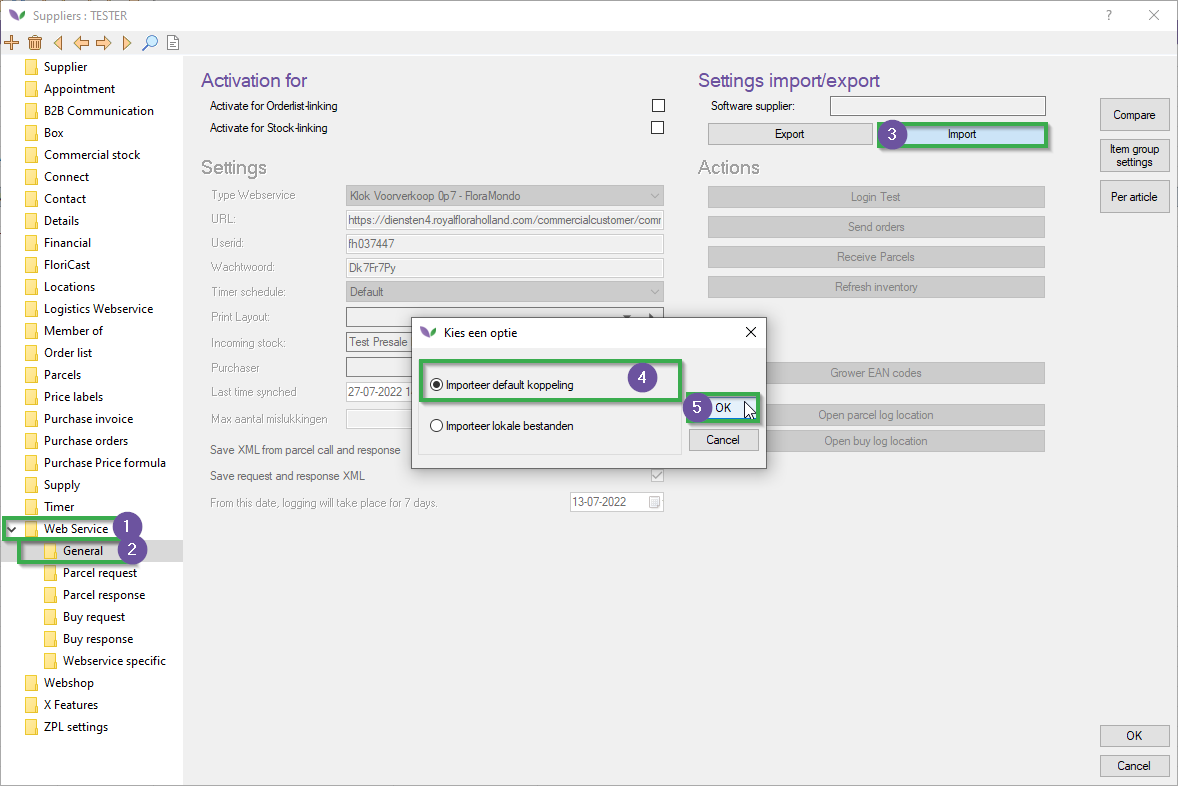 Suppliers : TESTER
?
Supplier
Appointment
B2B Communication
Box
Commercial stock
Connect
Contact
Details
Financial
FloriCast
Locations
Logistics Webservice
Member of
Order list
Parcels
Price labels
Purchase invoice
Purchase orders
Purchase Price formula
Supply
Timer
Web Service 1
General 2
Parcel request
Parcel response
Buy request
Buy response
Webservice specific
Webshop
X Features
ZPL settings
Activation for
Activate for Orderlist-linking
Activate for Stock-linking
Settings
Type Webservice Klok Voorverkoop 0p7 - FloraMondo
URL: https://diensten4.royalfloraholland.com/commercialcustomer/comm
Userid: fh037447
Wachtwoord: Dk7Fr7Py
Timer schedule: Default
Print Layout:
Incoming stock: Test Presale
Purchaser
Last time synched 27-07-2022 1
Max aantal mislukkingen
Save XML from parcel call and response
Save request and response XML
From this date, logging will take place for 7 days. 13-07-2022
Settings import/export
Software supplier:
Export 3 Import
Actions
Login Test
Send orders
Receive Parcels
Refresh inventory
Grower EAN codes
Open parcel log location
Open buy log location
Compare
Item group
settings
Per article
Kies een optie
Importeer default koppeling 4
Importeer lokale bestanden
5 OK
Cancel
OK
Cancel